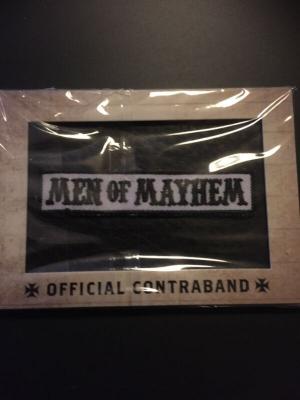 MEN OF MAYHEM
✠ OFFICIAL CONTRABAND ✠